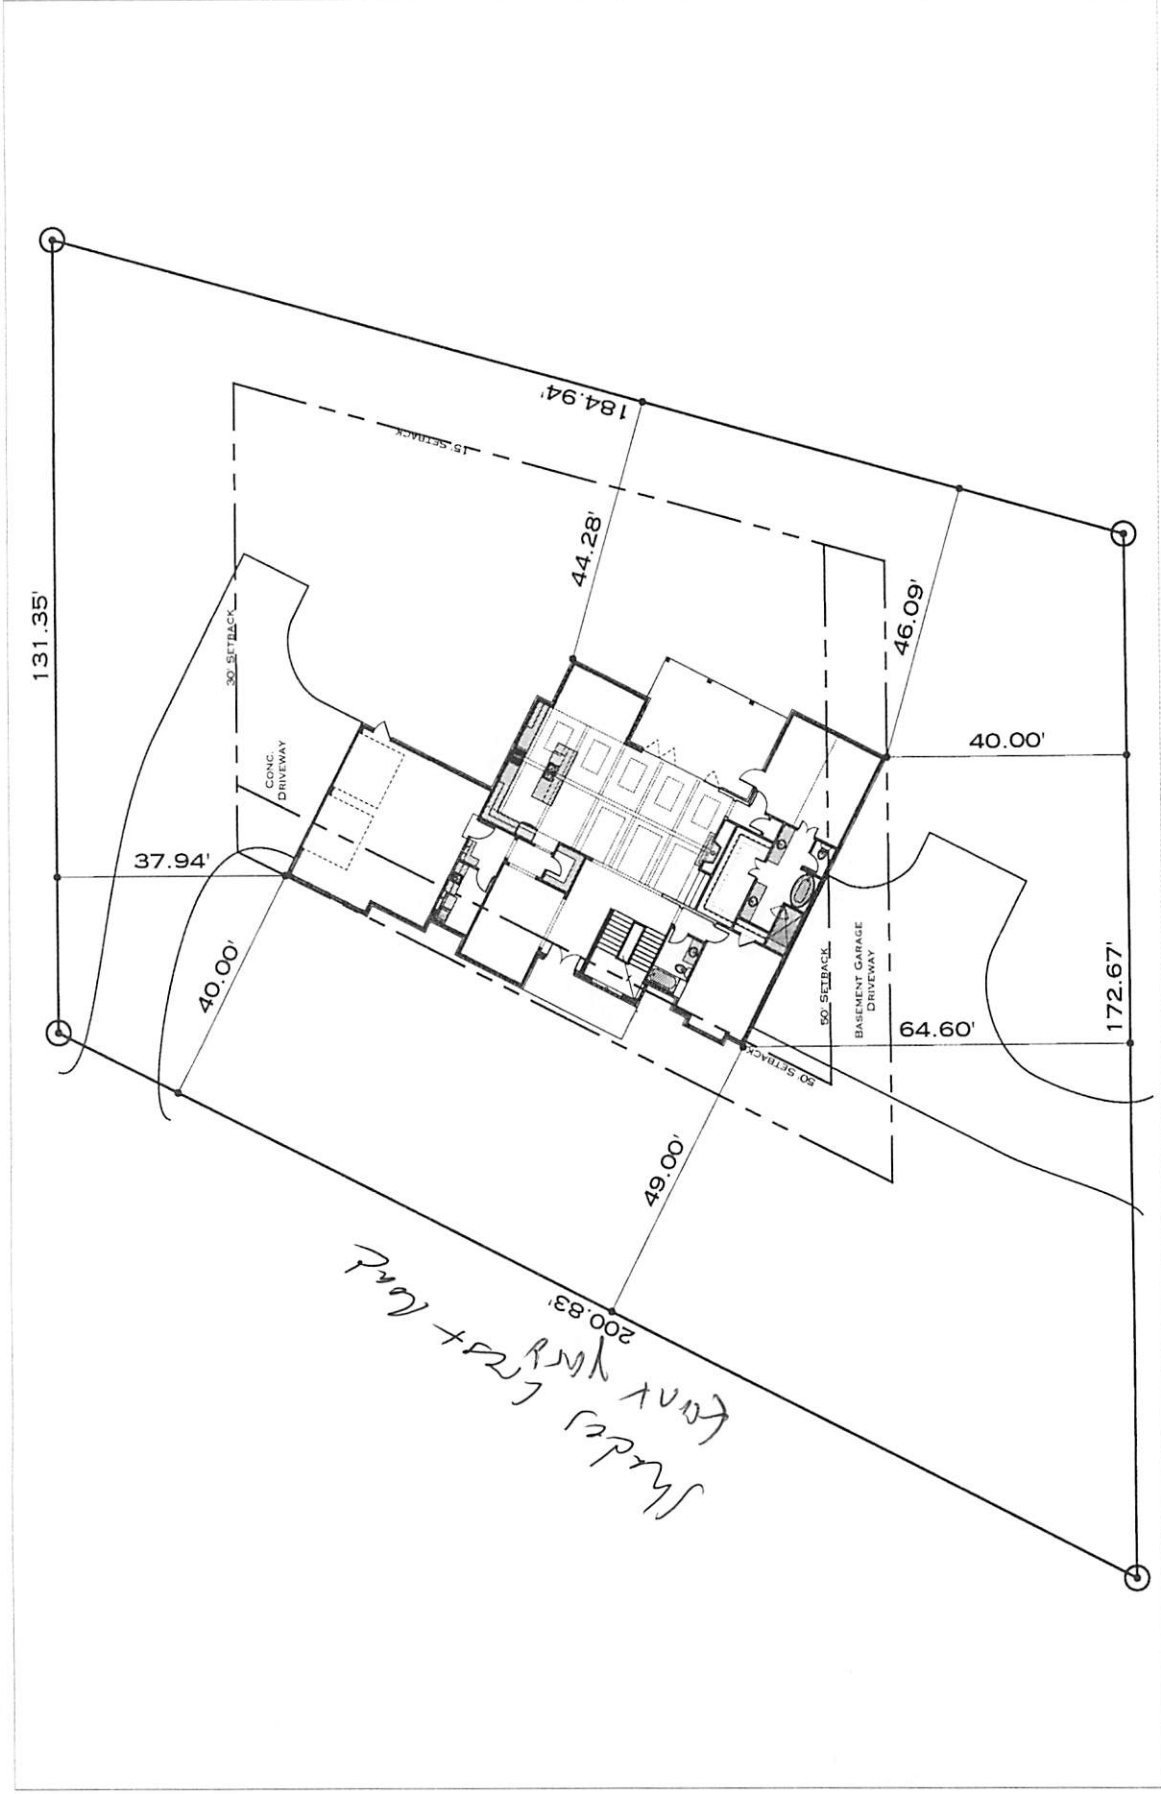 131.35'
184.94'
15' SETBACK
44.28'
30' SETBACK
46.09'
CONC.
DRIVEWAY
40.00'
37.94'
40.00'
50' SETBACK
BASEMENT GARAGE
DRIVEWAY
172.67'
64.60'
50' SETBACK
49.00'
200.83'
Shades Crest Road
Front Yard